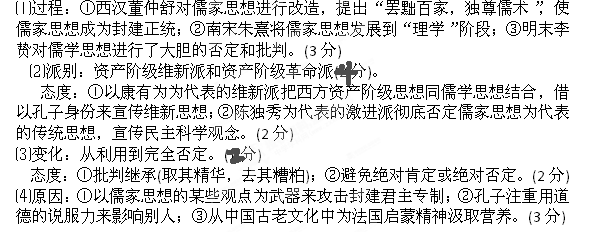 (1)过程：①西汉董仲舒对儒家思想进行改造，提出“罢黜百家，独尊儒术”，使
儒家思想成为封建正统；②南宋朱熹将儒家思想发展到“理学”阶段；③明末李
贽对儒学思想进行了大胆的否定和批判。(3分)
(2)派别：资产阶级维新派和资产阶级革命派(4分)。
态度：①以康有为为代表的维新派把西方资产阶级思想同儒学思想结合，借
以孔子身份来宣传维新思想；②陈独秀为代表的激进派彻底否定儒家思想为代表
的传统思想，宣传民主科学观念。(2分)
(3)变化：从利用到完全否定。(2分)
态度：①批判继承(取其精华，去其糟粕)；②避免绝对肯定或绝对否定。(2分)
(4)原因：①以儒家思想的某些观点为武器来攻击封建君主专制；②孔子注重用道
德的说服力来影响别人；③从中国古老文化中为法国启蒙精神汲取营养。(3分)